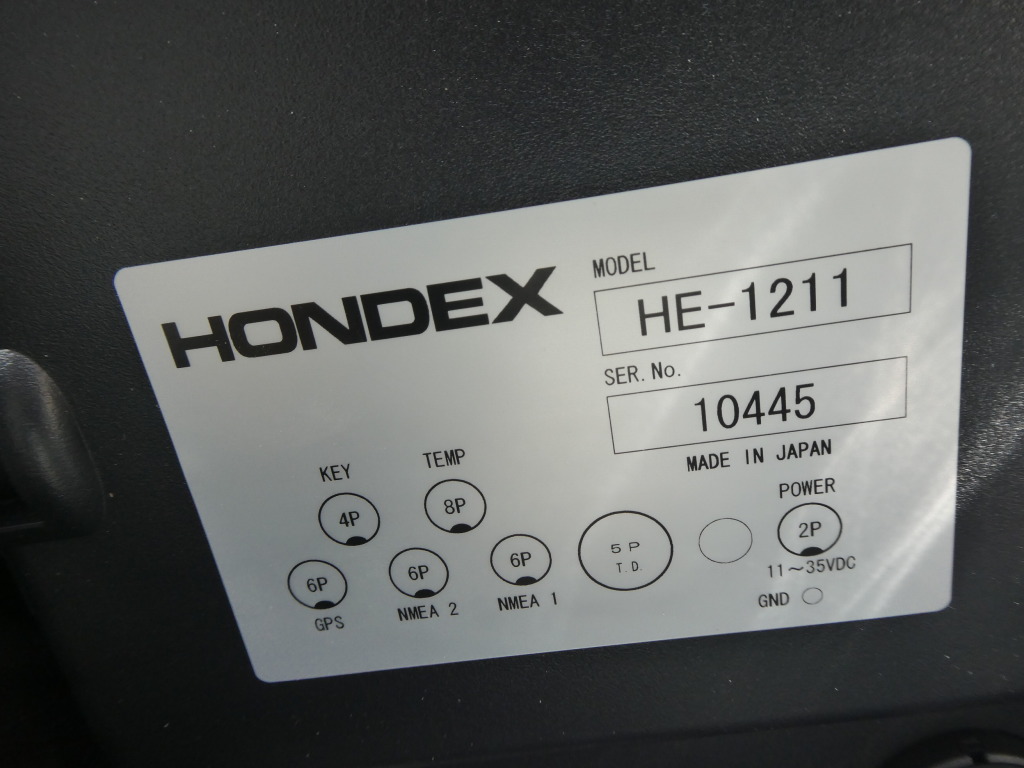 HONDEX
MODEL
HE-1211
SER. No.
10445
MADE IN JAPAN
KEY
4P
TEMP
8P
POWER
2P
11～35VDC
GND
6P
GPS
6P
NMEA 2
6P
NMEA 1
5P
T.D.